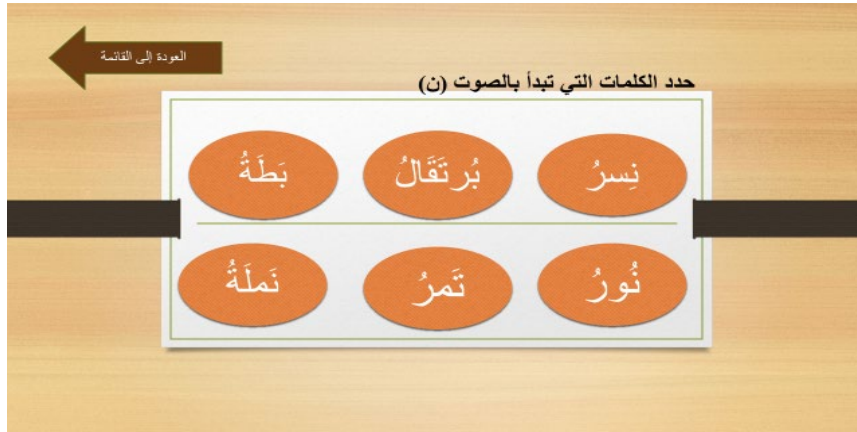 العودة إلى القائمة
حدد الكلمات التي تبدأ بالصوت (ن)
نِسرُ بُرتَقَالُ بَطَةُ
نُورُ تَمرُ نَملَةُ